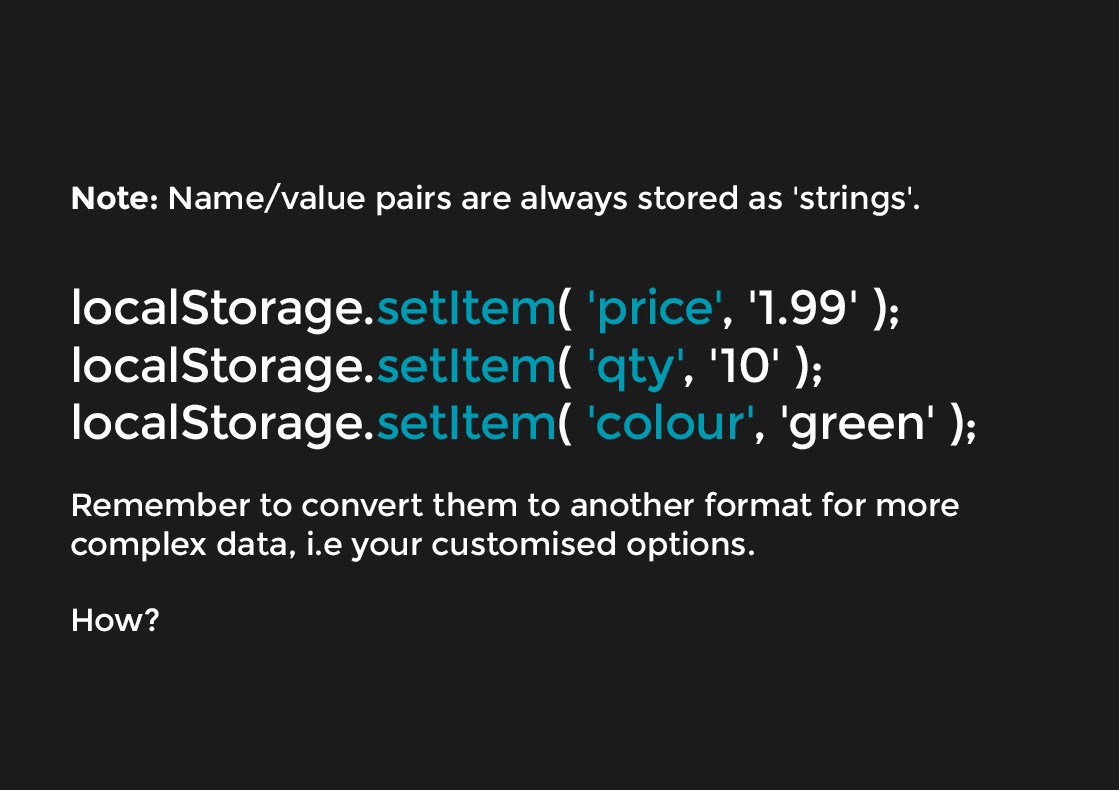 Note: Name/value pairs are always stored as 'strings'.
localStorage.setItem( 'price', '1.99' );
localStorage.setItem( 'qty', '10' );
localStorage.setItem( 'colour', 'green' );
Remember to convert them to another format for more
complex data, i.e your customised options.
How?